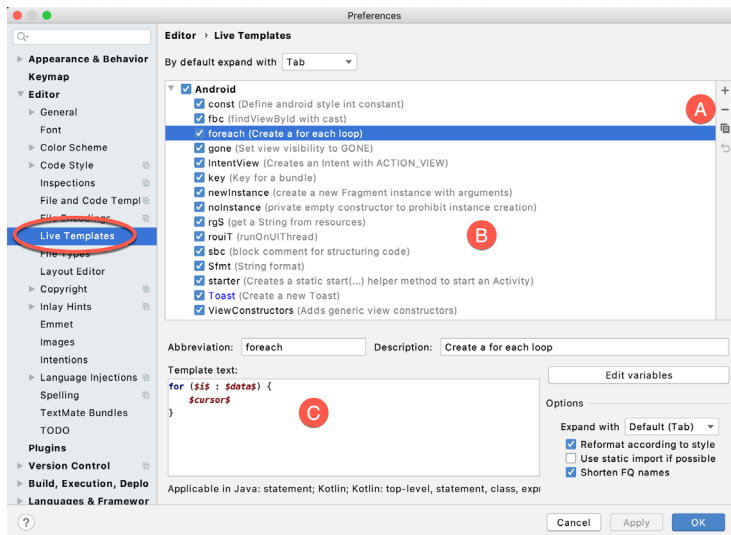 Preferences
Appearance & Behavior
Keymap
Editor
General
Font
Color Scheme
Code Style
Inspections
File and Code Templ
File Encodings
Live Templates
File Types
Layout Editor
Copyright
Inlay Hints
Emmet
Images
Intentions
Language Injections
Spelling
TextMate Bundles
TODO
Plugins
Version Control
Build, Execution, Deplo
Languages & Framewor
?
Editor › Live Templates
By default expand with Tab
Android
const (Define android style int constant)
fbc (findViewById with cast)
foreach (Create a for each loop)
gone (Set view visibility to GONE)
IntentView (Creates an Intent with ACTION_VIEW)
key (Key for a bundle)
newInstance (create a new Fragment instance with arguments)
noInstance (private empty constructor to prohibit instance creation)
rgS (get a String from resources)
rouiT (runOnUIThread)
sbc (block comment for structuring code)
Sfmt (String format)
starter (Creates a static start(...) helper method to start an Activity)
Toast (Create a new Toast)
ViewConstructors (Adds generic view constructors)
A
B
Abbreviation: foreach Description: Create a for each loop
Template text:
for ($i$ : $data$) {
$cursor$
}
C
Edit variables
Options
Expand with Default (Tab)
Reformat according to style
Use static import if possible
Shorten FQ names
Applicable in Java: statement; Kotlin: top-level, statement, class, expr
Cancel Apply OK